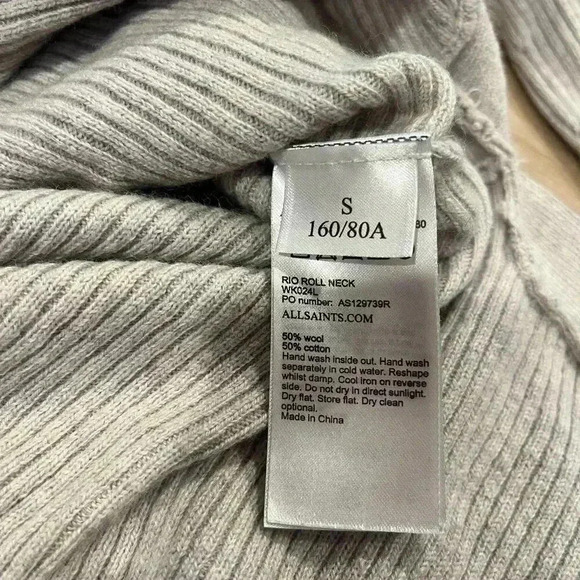 S
160/80A
80
RIO ROLL NECK
WK024L
PO number: AS129739R
ALLSAINTS.COM
50% wool
50% cotton
Hand wash inside out. Hand wash
separately in cold water. Reshape
whilst damp. Cool iron on reverse
side. Do not dry in direct sunlight.
Dry flat. Store flat. Dry clean
optional.
Made in China